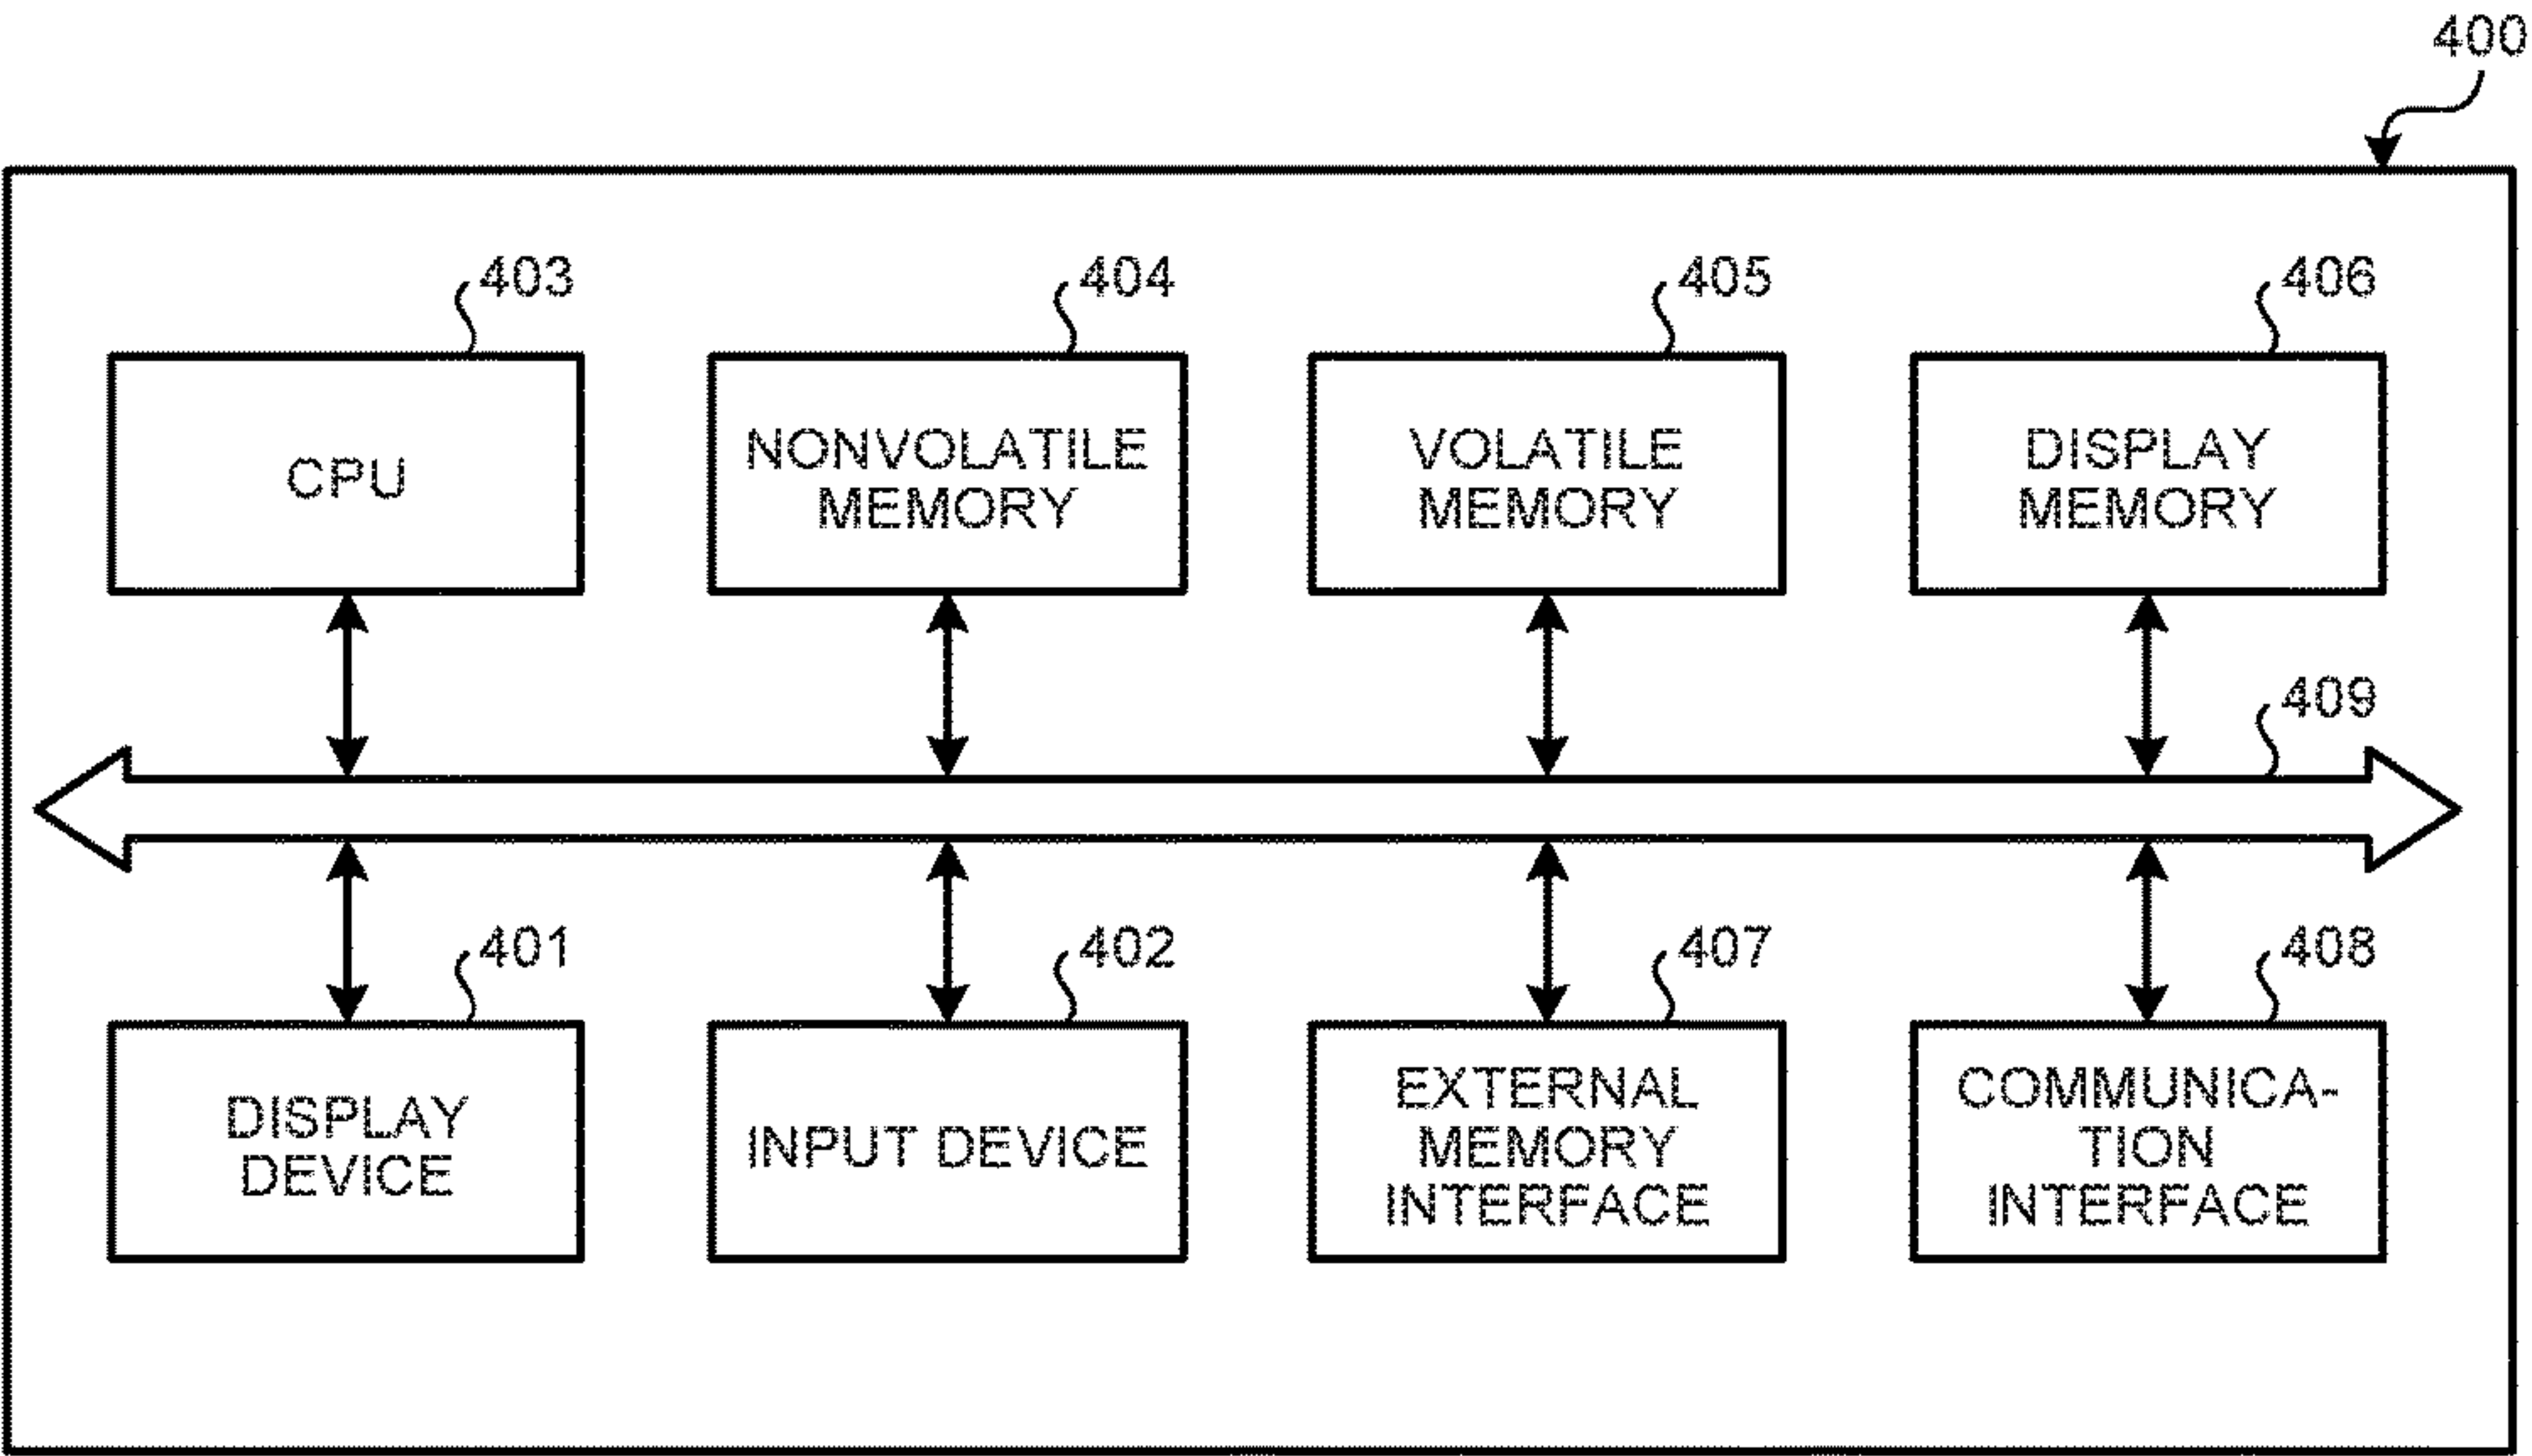 400
403
404
405
406
CPU
NONVOLATILE
MEMORY
VOLATILE
MEMORY
DISPLAY
MEMORY
409
401
402
407
408
DISPLAY
DEVICE
INPUT DEVICE
EXTERNAL
MEMORY
INTERFACE
COMMUNICA-
TION
INTERFACE